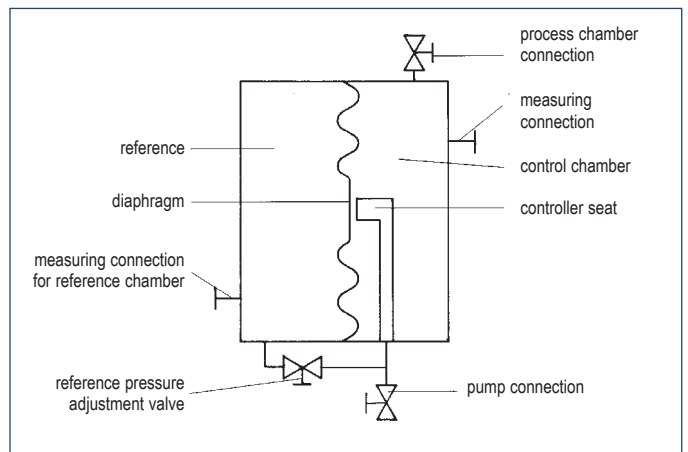 process chamber
connection
measuring
connection
reference
control chamber
diaphragm
controller seat
measuring connection
for reference chamber
reference pressure
adjustment valve
pump connection